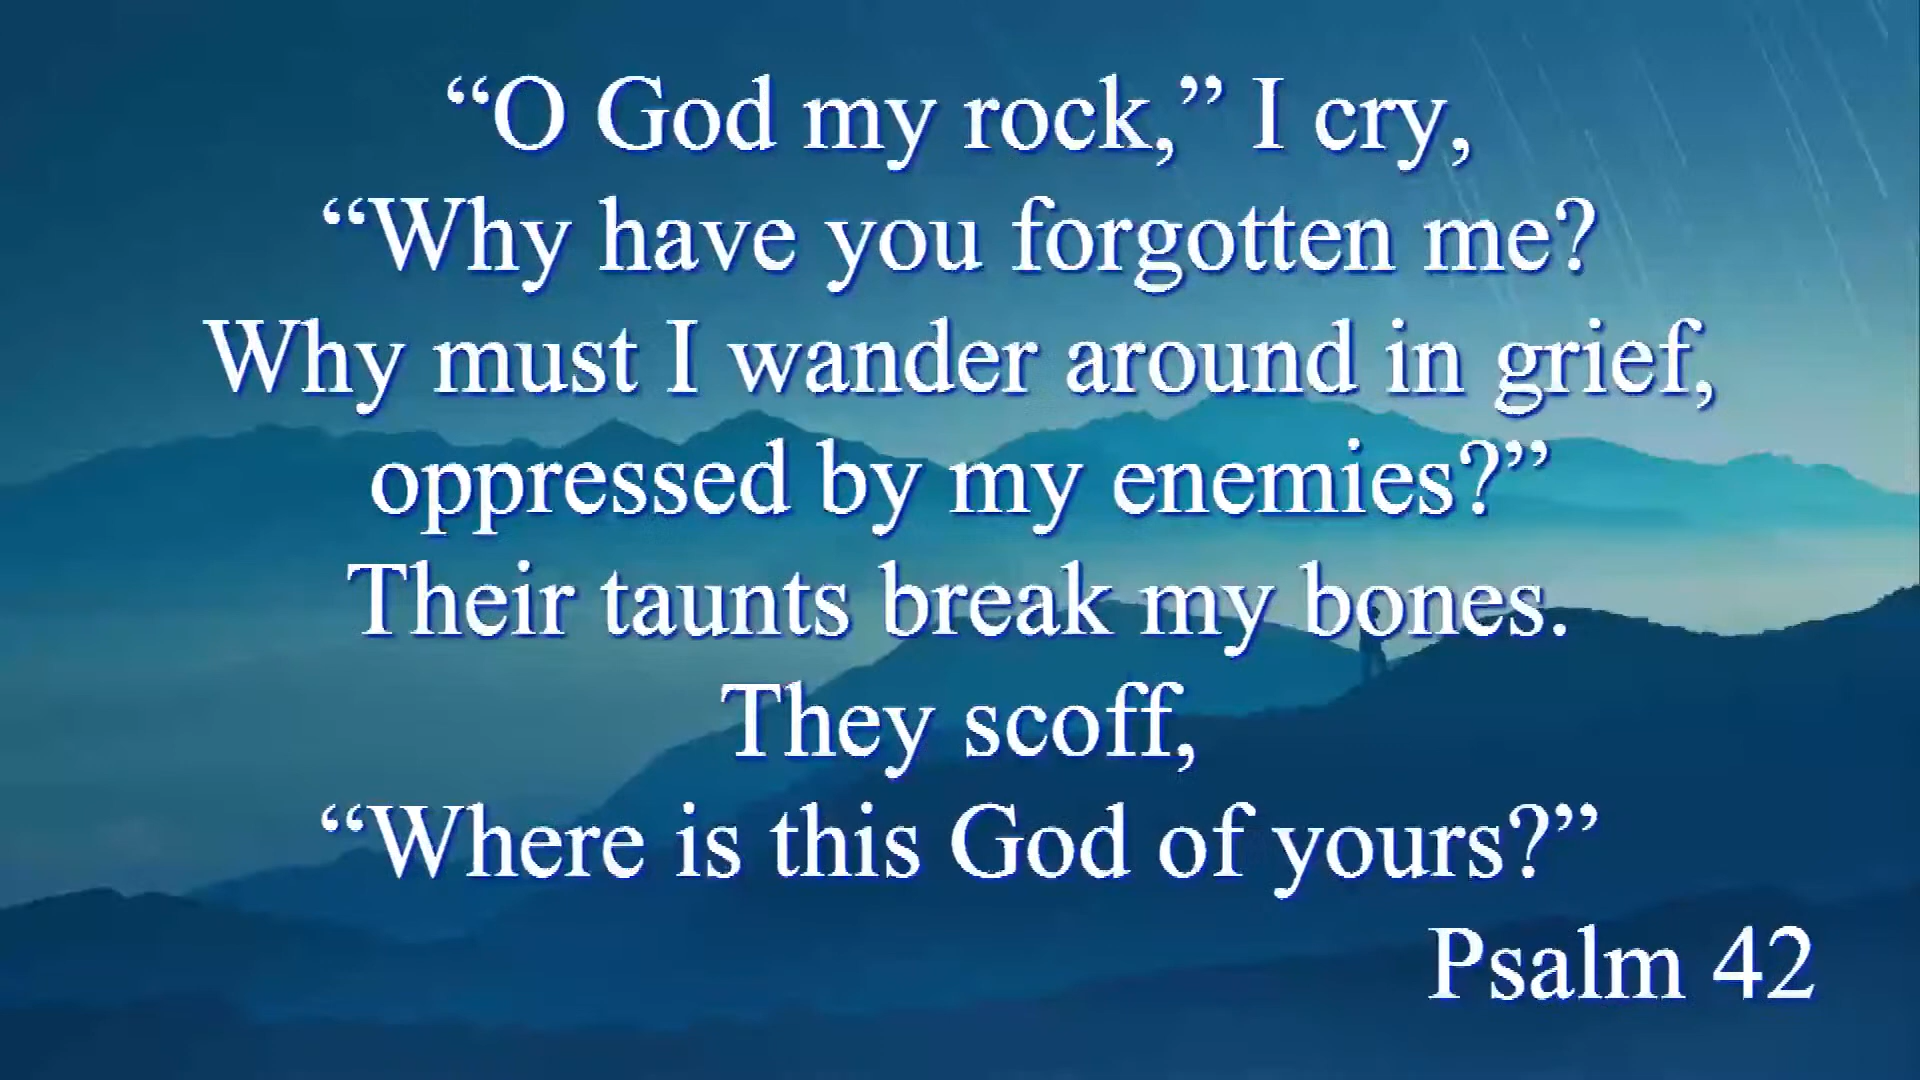 “O God my rock,” I cry,
“Why have you forgotten me?
Why must I wander around in grief,
oppressed by my enemies?”
Their taunts break my bones.
They scoff,
“Where is this God of yours?”
Psalm 42